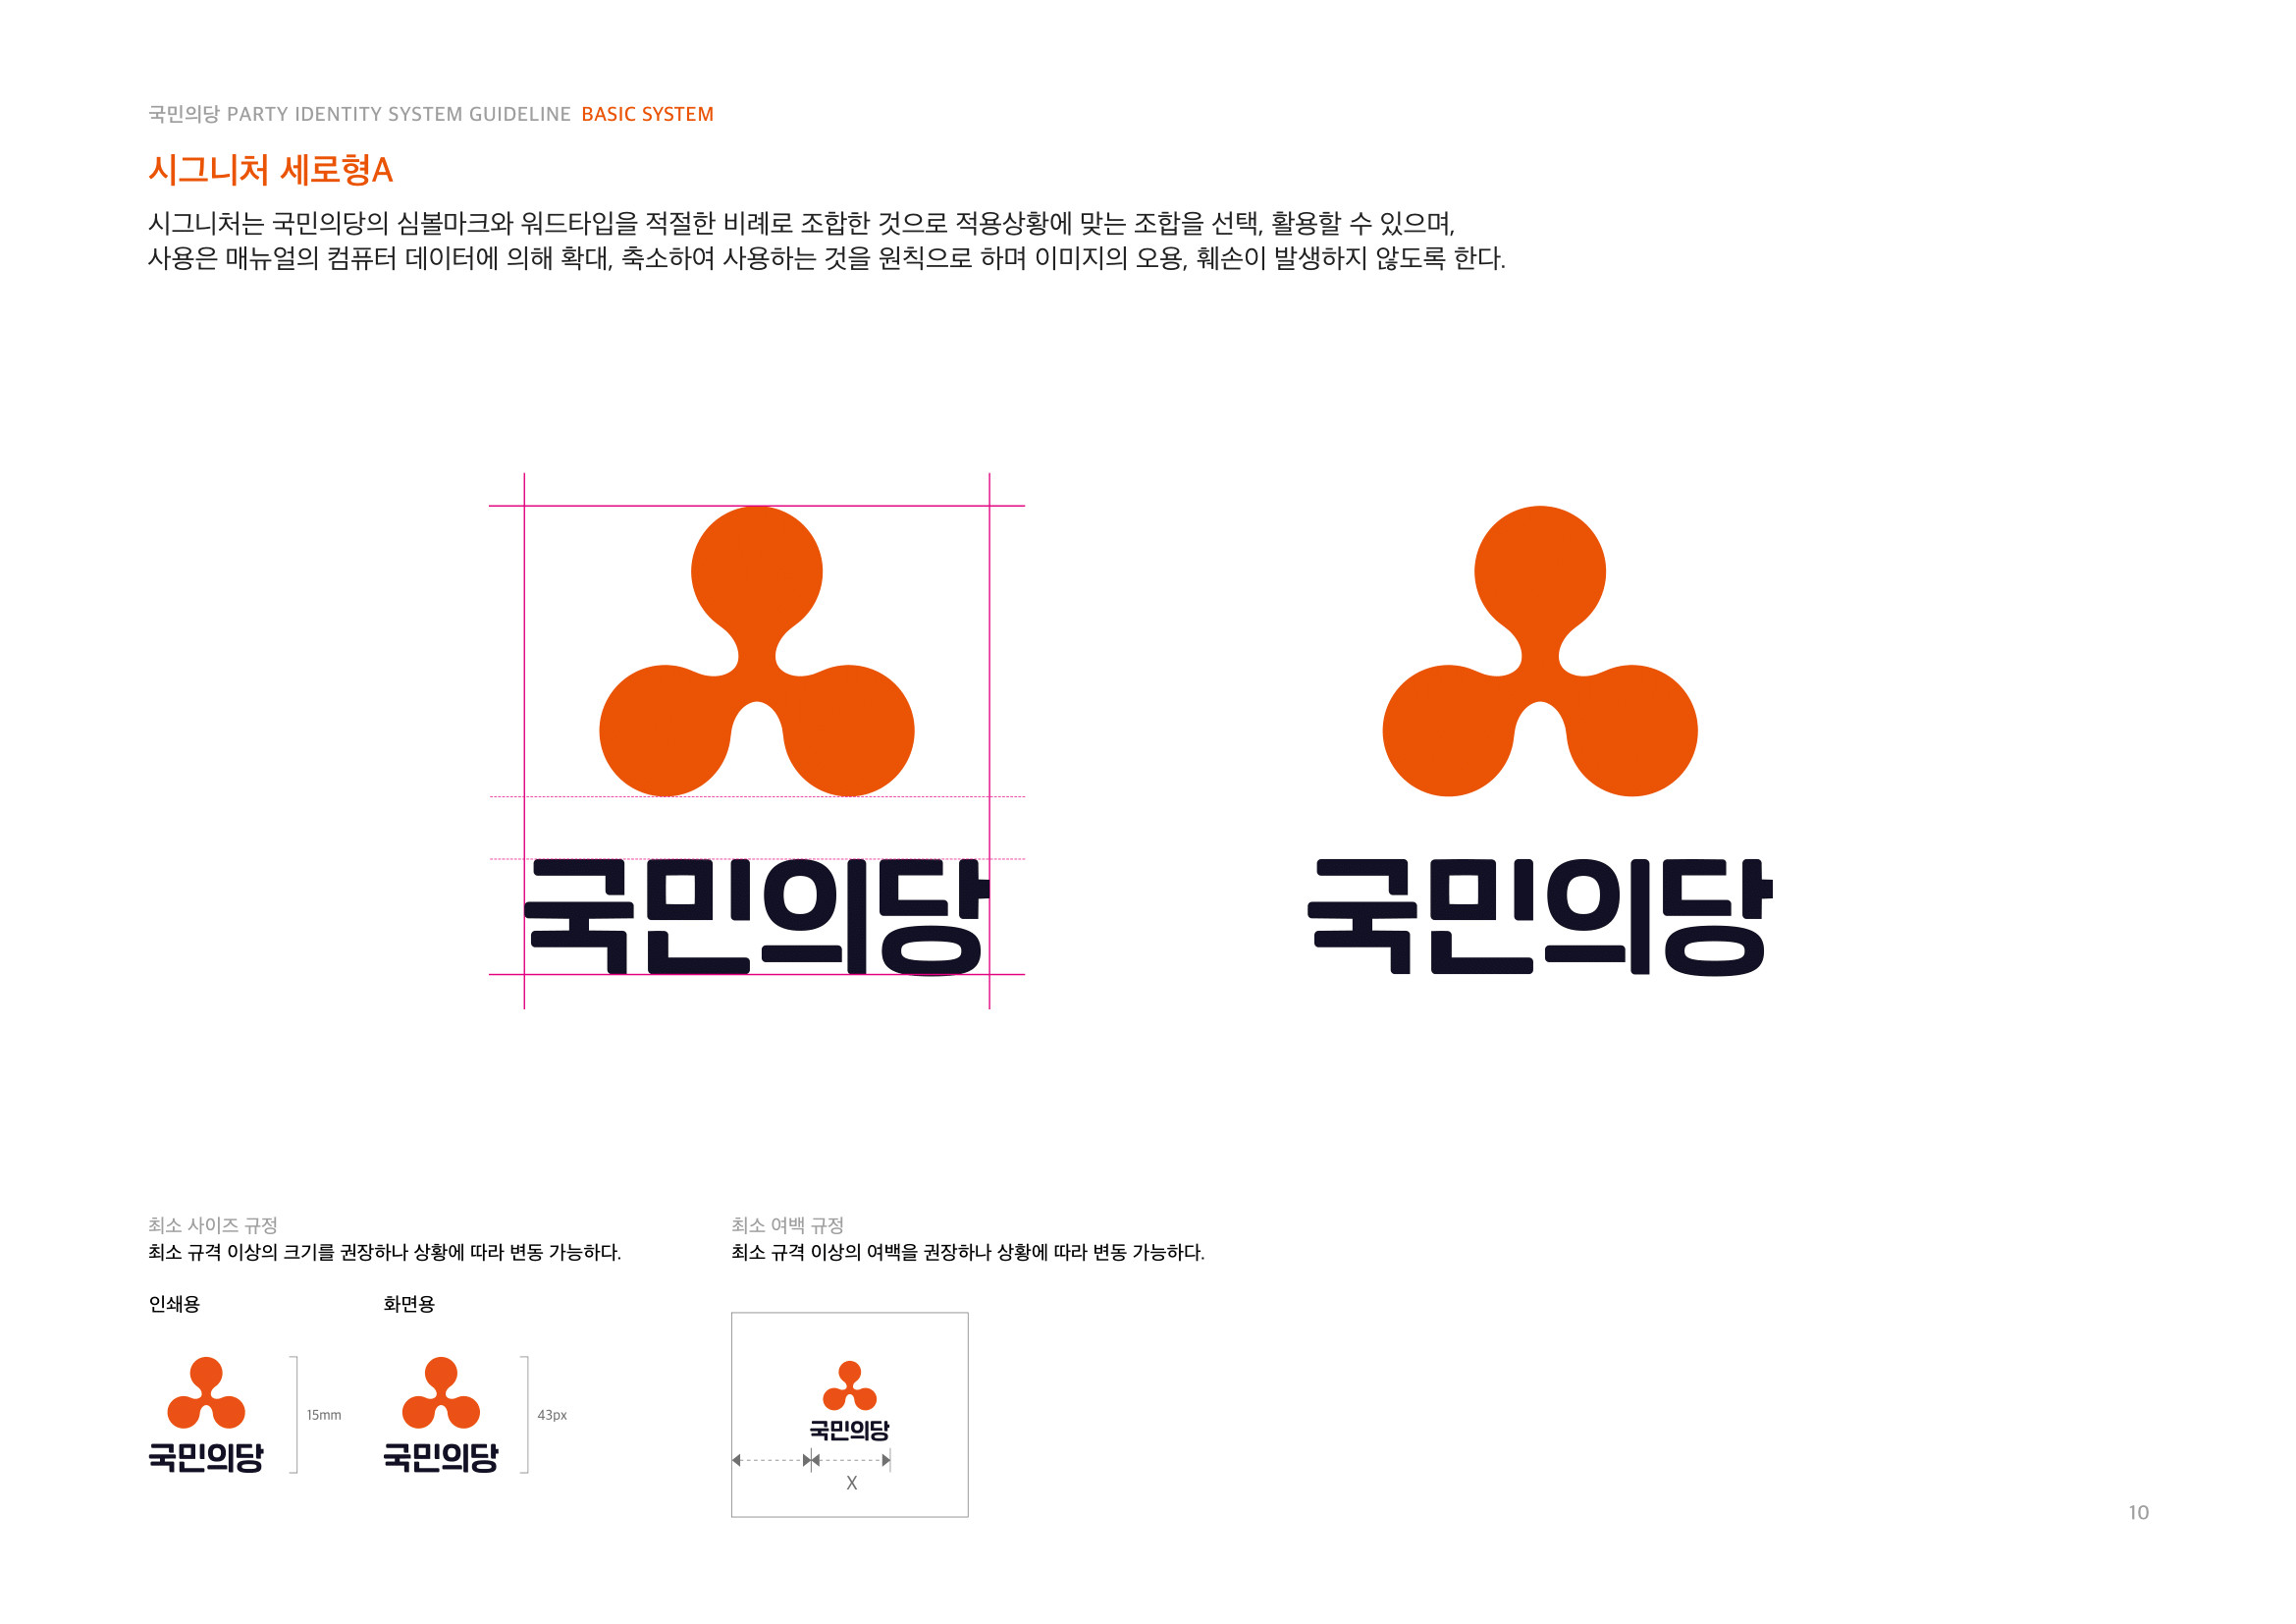 국민의당 PARTY IDENTITY SYSTEM GUIDELINE BASIC SYSTEM
시그니처 세로형A
시그니처는 국민의당의 심볼마크와 워드타입을 적절한 비례로 조합한 것으로 적용상황에 맞는 조합을 선택, 활용할 수 있으며,
사용은 매뉴얼의 컴퓨터 데이터에 의해 확대, 축소하여 사용하는 것을 원칙으로 하며 이미지의 오용, 훼손이 발생하지 않도록 한다.
국민의당
국민의당
최소 사이즈 규정
최소 규격 이상의 크기를 권장하나 상황에 따라 변동 가능하다.
인쇄용
화면용
15mm
43px
국민의당
국민의당
최소 여백 규정
최소 규격 이상의 여백을 권장하나 상황에 따라 변동 가능하다.
국민의당
X
10